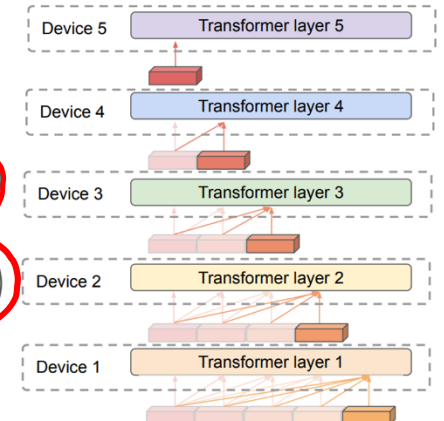 Device 5 Transformer layer 5
Device 4 Transformer layer 4
Device 3 Transformer layer 3
Device 2 Transformer layer 2
Device 1 Transformer layer 1